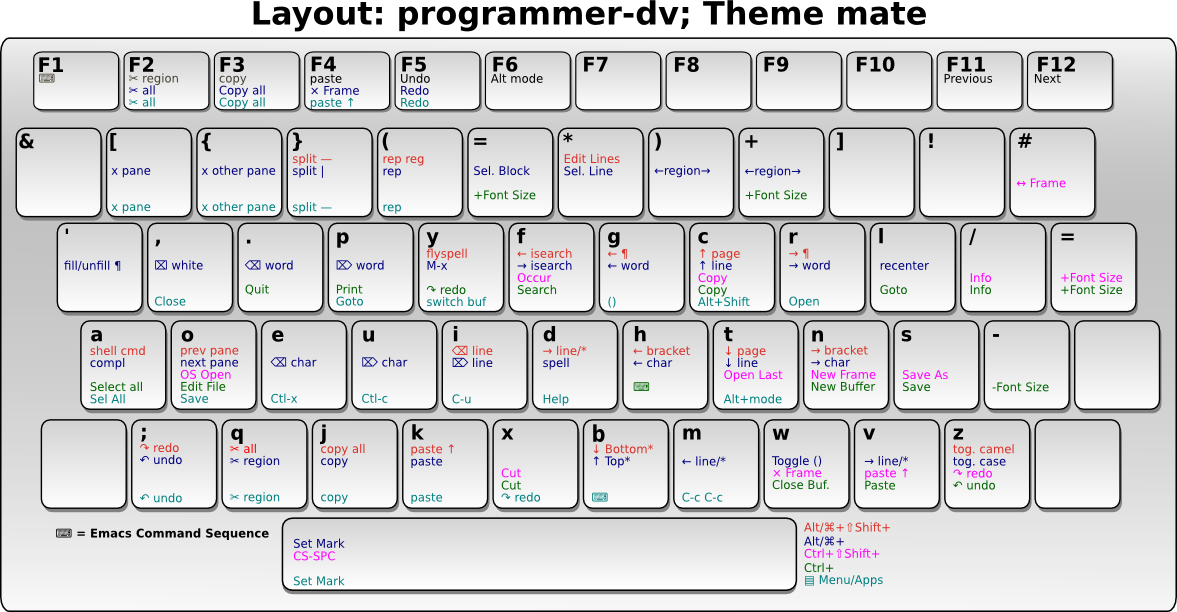 Layout: programmer-dv; Theme mate
F1
⌨
F2
✂ region
✂ all
✂ all
F3
copy
Copy all
Copy all
F4
paste
× Frame
paste ↑
F5
Undo
Redo
Redo
F6
Alt mode
F7
F8
F9
F10
F11
Previous
F12
Next
&
[
x pane
x pane
{
x other pane
x other pane
}
split —
split |
split —
(
rep reg
rep
rep
=
Sel. Block
+Font Size
*
Edit Lines
Sel. Line
)
←region→
+
←region→
+Font Size
]
!
#
↔ Frame
'
fill/unfill ¶
,
⌧ white
Close
.
⌫ word
Quit
p
⌦ word
Print
Goto
y
flyspell
M-x
↷ redo
switch buf
f
← isearch
→ isearch
Occur
Search
g
← ¶
← word
()
c
↑ page
↑ line
Copy
Copy
Alt+Shift
r
→ ¶
→ word
Open
l
recenter
Goto
/
Info
Info
=
+Font Size
+Font Size
a
shell cmd
compl
Select all
Sel All
o
prev pane
next pane
OS Open
Edit File
Save
e
⌫ char
Ctl-x
u
⌦ char
Ctl-c
i
⌫ line
⌦ line
C-u
d
→ line/*
spell
Help
h
← bracket
← char
⌨
t
↓ page
↓ line
Open Last
Alt+mode
n
→ bracket
→ char
New Frame
New Buffer
s
Save As
Save
-
-Font Size
;
↷ redo
↶ undo
↶ undo
q
✂ all
✂ region
✂ region
j
copy all
copy
copy
k
paste ↑
paste
paste
x
Cut
Cut
↷ redo
b
↓ Bottom*
↑ Top*
⌨
m
← line/*
C-c C-c
w
Toggle ()
× Frame
Close Buf.
v
→ line/*
paste ↑
Paste
z
tog. camel
tog. case
↷ redo
↶ undo
⌨ = Emacs Command Sequence
Set Mark
CS-SPC
Set Mark
Alt/⌘+⇧Shift+
Alt/⌘+
Ctrl+⇧Shift+
Ctrl+
▤ Menu/Apps